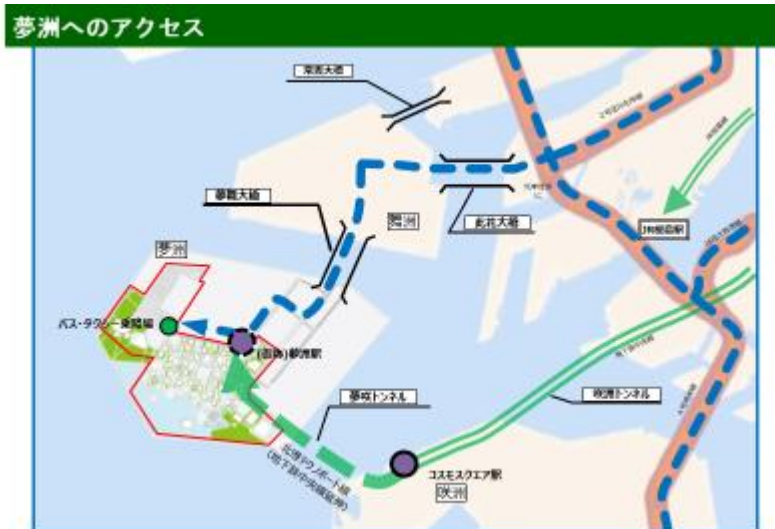 夢洲へのアクセス
常吉大橋
夢舞大橋
舞洲
此花大橋
JR桜島駅
夢洲
バス・タクシー乗降場
(仮称)夢洲駅
夢咲トンネル
咲洲トンネル
北港テクノポート線
(地下鉄中央線延伸)
コスモスクエア駅
咲洲